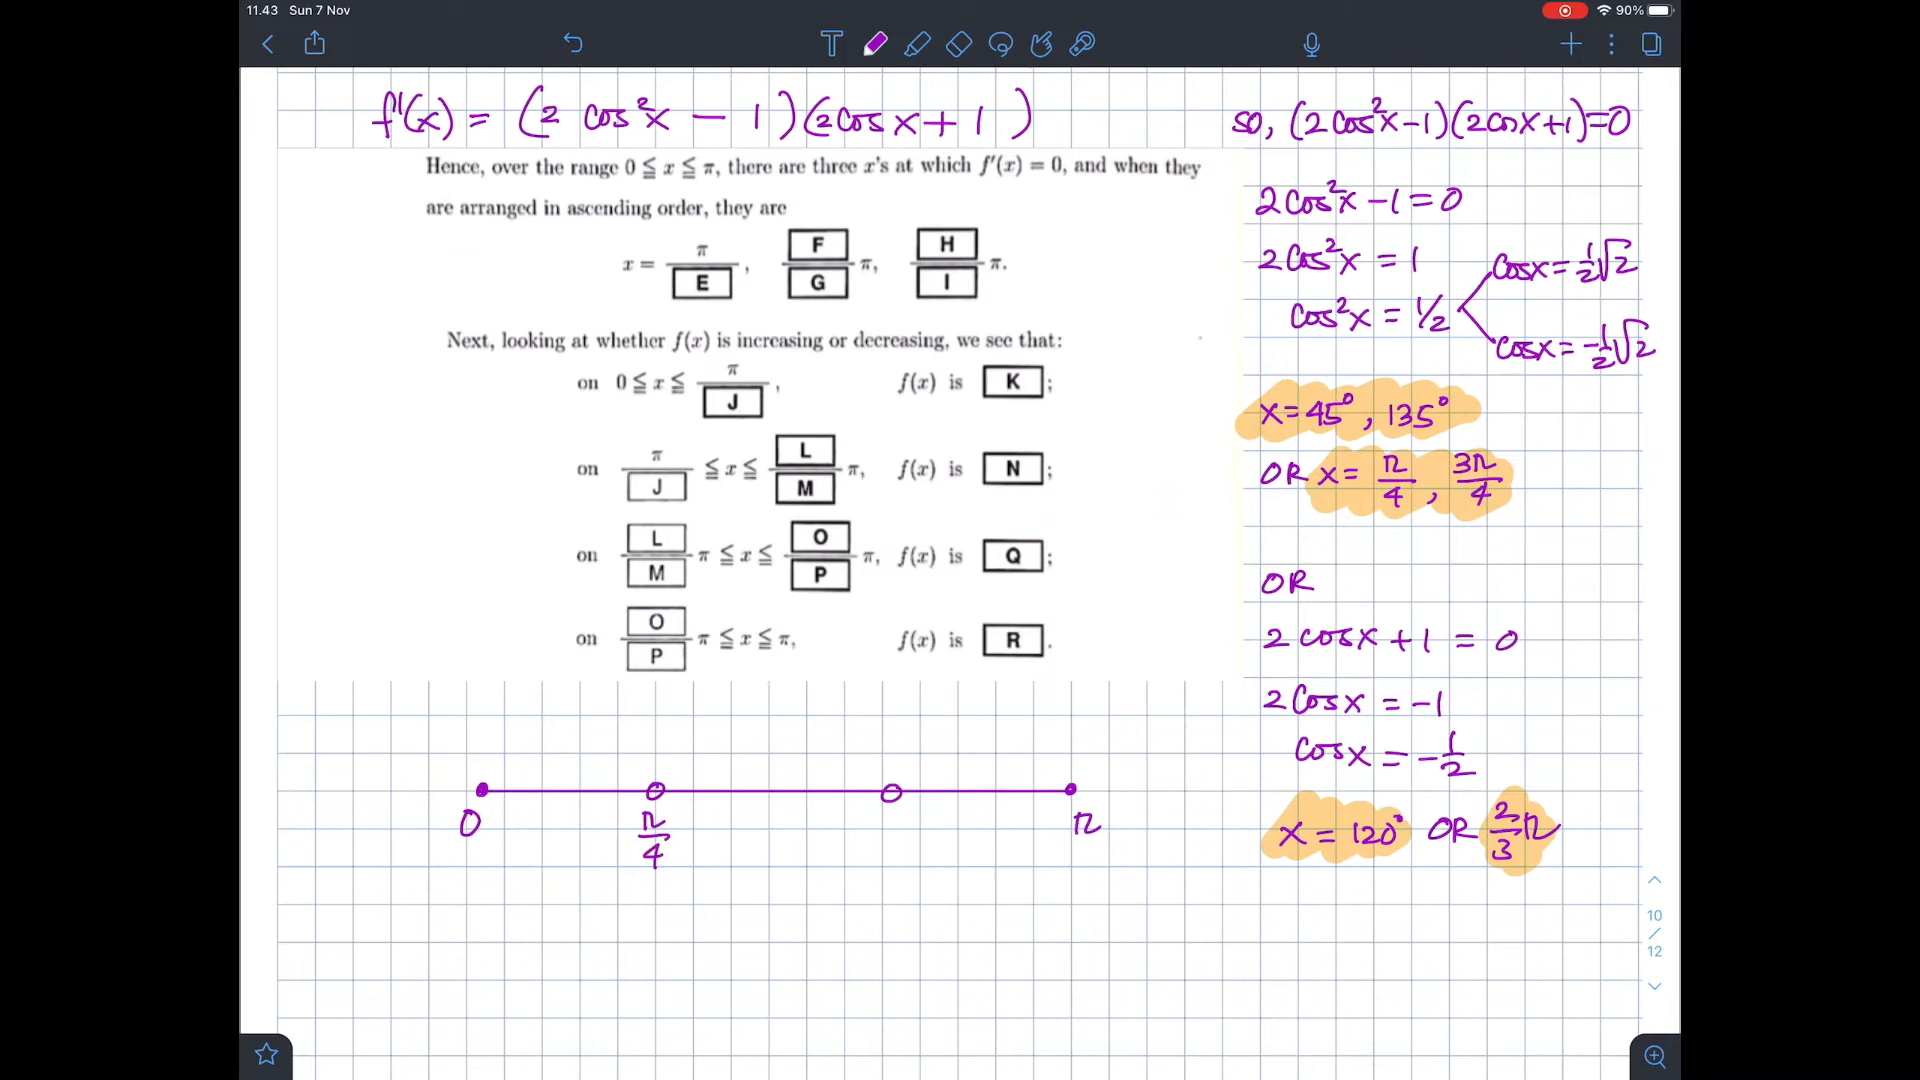 11.43 Sun 7 Nov
90%
f'(x) = (2 cos²x − 1)(2cos x + 1)
so, (2cos²x−1)(2cosx+1)=0
Hence, over the range 0 ≦ x ≦ π, there are three x's at which f′(x) = 0, and when they
are arranged in ascending order, they are
x = π/E, F/G π, H/I π.
Next, looking at whether f(x) is increasing or decreasing, we see that:
on 0 ≦ x ≦ π/J, f(x) is K;
on π/J ≦ x ≦ L/M π, f(x) is N;
on L/M π ≦ x ≦ O/P π, f(x) is Q;
on O/P π ≦ x ≦ π, f(x) is R.
2cos²x −1 = 0
2cos²x = 1
cos²x = 1/2
cosx = 1/2 √2
cosx = −1/2 √2
x = 45°, 135°
OR x = π/4, 3π/4
OR
2 cosx + 1 = 0
2cosx = −1
cosx = −1/2
x = 120° OR 2/3 π
0 π/4 π
10
/
12